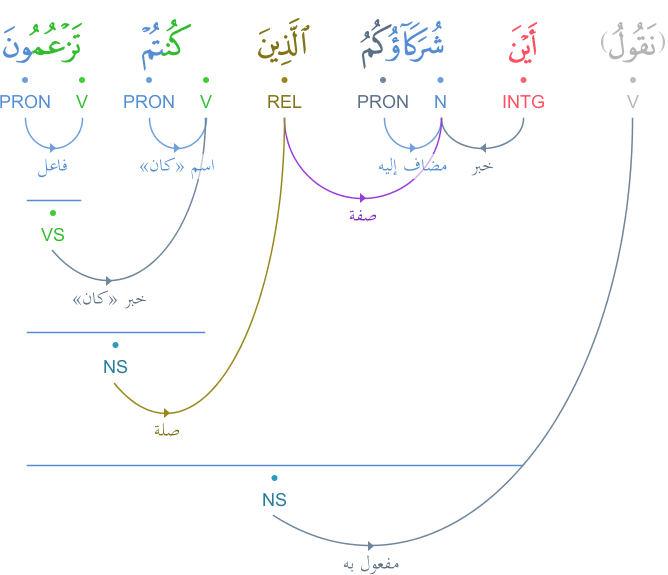 (نَقُولُ) أَيْنَ شُرَكَآؤُكُمُ ٱلَّذِينَ كُنتُمْ تَزْعُمُونَ
V INTG N PRON REL V PRON V PRON
خبر مضاف إليه اسم «كان» فاعل
صفة
VS
خبر «كان»
NS
صلة
NS
مفعول به